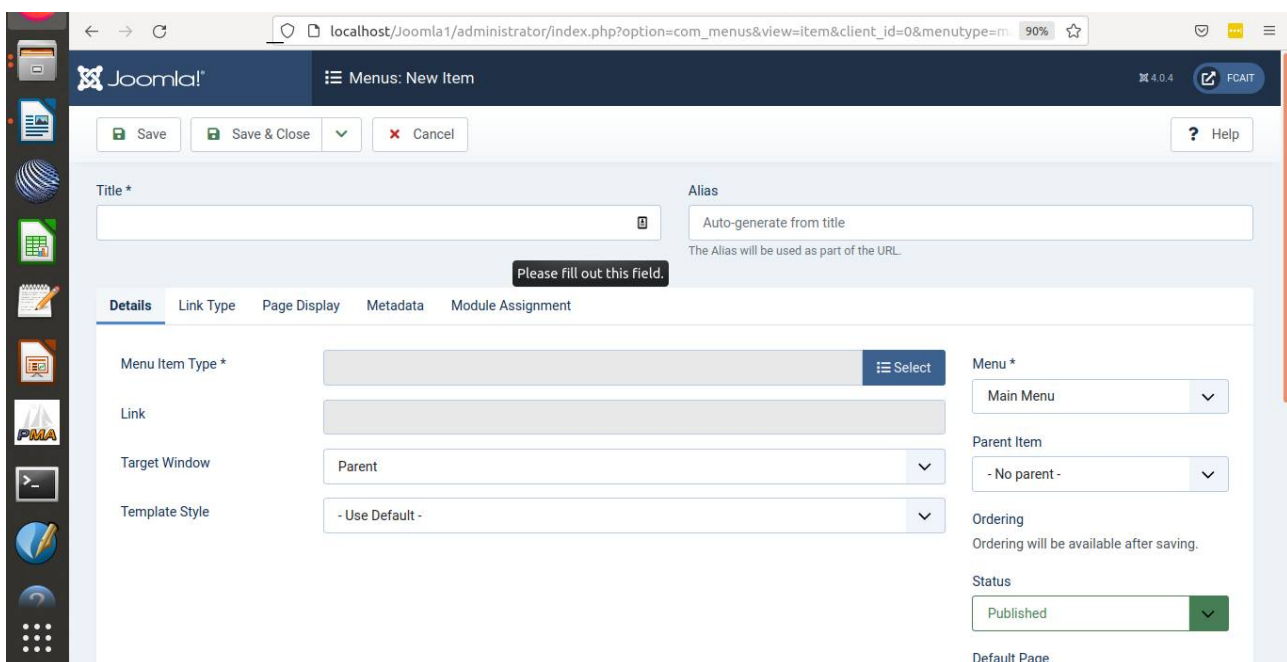 localhost/Joomla1/administrator/index.php?option=com_menus&view=item&client_id=0&menutype=m
90%
Joomla!
Menus: New Item
4.0.4
FCAIT
Save
Save & Close
Cancel
? Help
Title *
Alias
Auto-generate from title
The Alias will be used as part of the URL.
Please fill out this field.
Details
Link Type
Page Display
Metadata
Module Assignment
Menu Item Type *
Select
Menu *
Main Menu
Link
Parent Item
Target Window
Parent
- No parent -
Template Style
- Use Default -
Ordering
Ordering will be available after saving.
Status
Published
Default Page
PMA